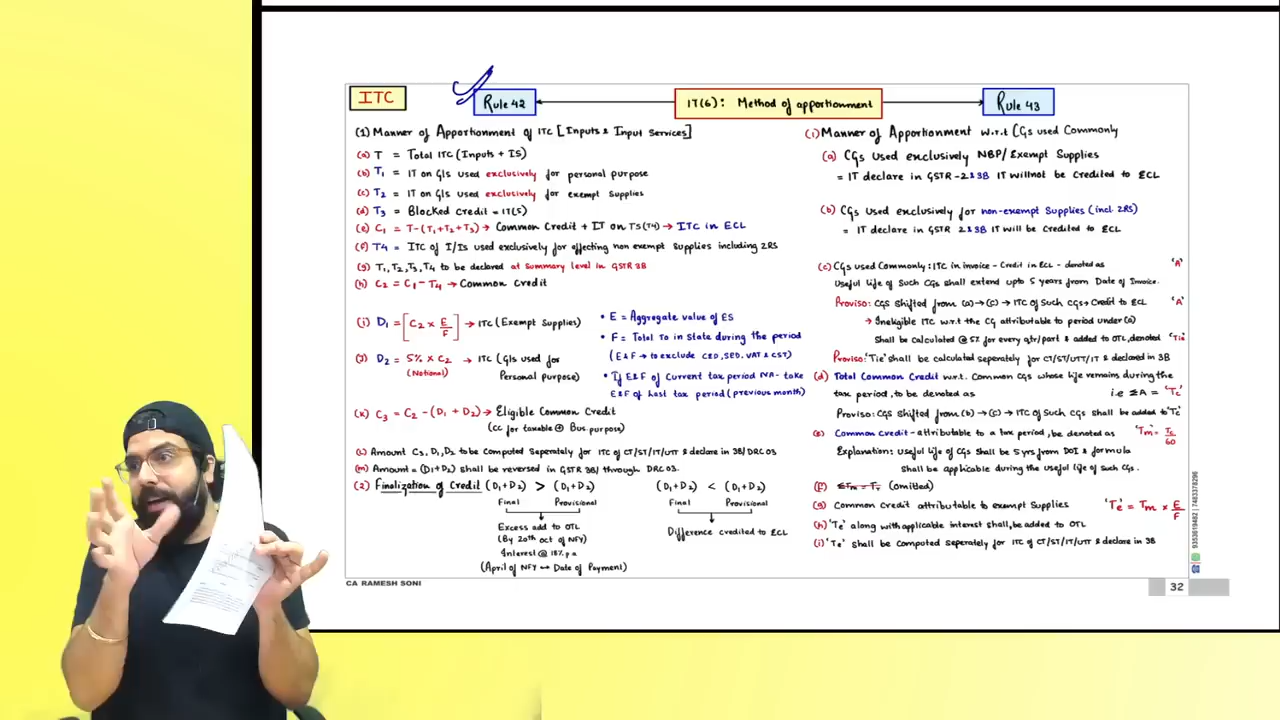 ITC
Rule 42
IT(6): Method of apportionment
Rule 43
(1) Manner of Apportionment of ITC [Inputs & Input Services]
(a) T = Total ITC (Inputs + IS)
(b) T1 = IT on GIs used exclusively for personal purpose
(c) T2 = IT on GIs used exclusively for exempt Supplies
(d) T3 = Blocked Credit = IT(5)
(e) C1 = T-(T1+T2+T3) → Common Credit + IT on TS(T4) → ITC in ECL
(f) T4 = ITC of I/Is used exclusively for effecting non exempt Supplies including ZRS
(g) T1, T2, T3, T4 to be declared at Summary level in GSTR 3B
(h) C2 = C1 - T4 → Common Credit
(i) D1 = [C2 x E/F] → ITC (Exempt Supplies)
• E = Aggregate value of ES
• F = Total To in State during the period
(E & F → to exclude CED, SED, VAT & CST)
(J) D2 = 5% x C2 → ITC (GIs used for
(Notional) Personal purpose)
• If E&F of Current tax period NA - take
E&F of Last tax period (previous month)
(K) C3 = C2 - (D1 + D2) → Eligible Common Credit
(CC for taxable @ Bus. purpose)
(L) Amount C3, D1, D2 to be Computed Seperately for ITC of CT/ST/IT/UTT & declare in 3B/DRC 03
(m) Amount = (D1+D2) Shall be reversed in GSTR 3B/ through DRC 03.
(2) Finalization of Credit (D1 + D2) > (D1 + D2)
Final Provisional
Excess add to OTL
(By 20th Oct of NFY)
Interest @ 18% p.a
(April of NFY ↔ Date of Payment)
(D1 + D2) < (D1 + D2)
Final Provisional
Difference credited to ECL
(1) Manner of Apportionment w.r.t CGs used Commonly
(a) CGs used exclusively NBP/ Exempt Supplies
= IT declare in GSTR-2 & 3B IT will not be Credited to ECL
(b) CGs used exclusively for non-exempt Supplies (incl. ZRS)
= IT declare in GSTR 2 & 3B IT will be Credited to ECL
(c) CGs used Commonly: ITC in invoice - Credit in ECL - denoted as 'A'
Useful life of Such CGs shall extend upto 5 years from Date of Invoice.
Proviso: CGs shifted from (a) → (c) → ITC of Such CGs → Credit to ECL 'A'
→ Ineligible ITC w.r.t the CG attributable to period under (a)
Shall be Calculated @ 5% for every qtr/part & added to OTL, denoted 'Tie'
Proviso: 'Tie' shall be calculated seperately for CT/ST/UTT/IT & declared in 3B
(d) Total Common Credit w.r.t. Common CGs whose life remains during the
tax period, to be denoted as i.e ΣA = 'Tc'
Proviso: CGs shifted from (b) → (c) → ITC of Such CGs shall be added to 'Tc'
(e) Common Credit - attributable to a tax period, be denoted as 'Tm' = Tc/60
Explanation: useful life of CGs shall be 5 yrs from DOI & formula
Shall be applicable during the useful life of Such CGs.
(f) ΣTm = Tr (omitted)
(g) Common Credit attributable to exempt Supplies 'Te' = Tm x E/F
(h) 'Te' along with applicable interest shall, be added to OTL
(i) 'Te' shall be Computed seperately for ITC of CT/ST/IT/UTT & declare in 3B
CA RAMESH SONI
32
9353619482 | 7483378296